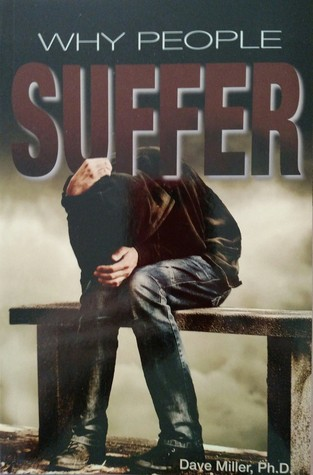 WHY PEOPLE
SUFFER
Dave Miller, Ph.D.